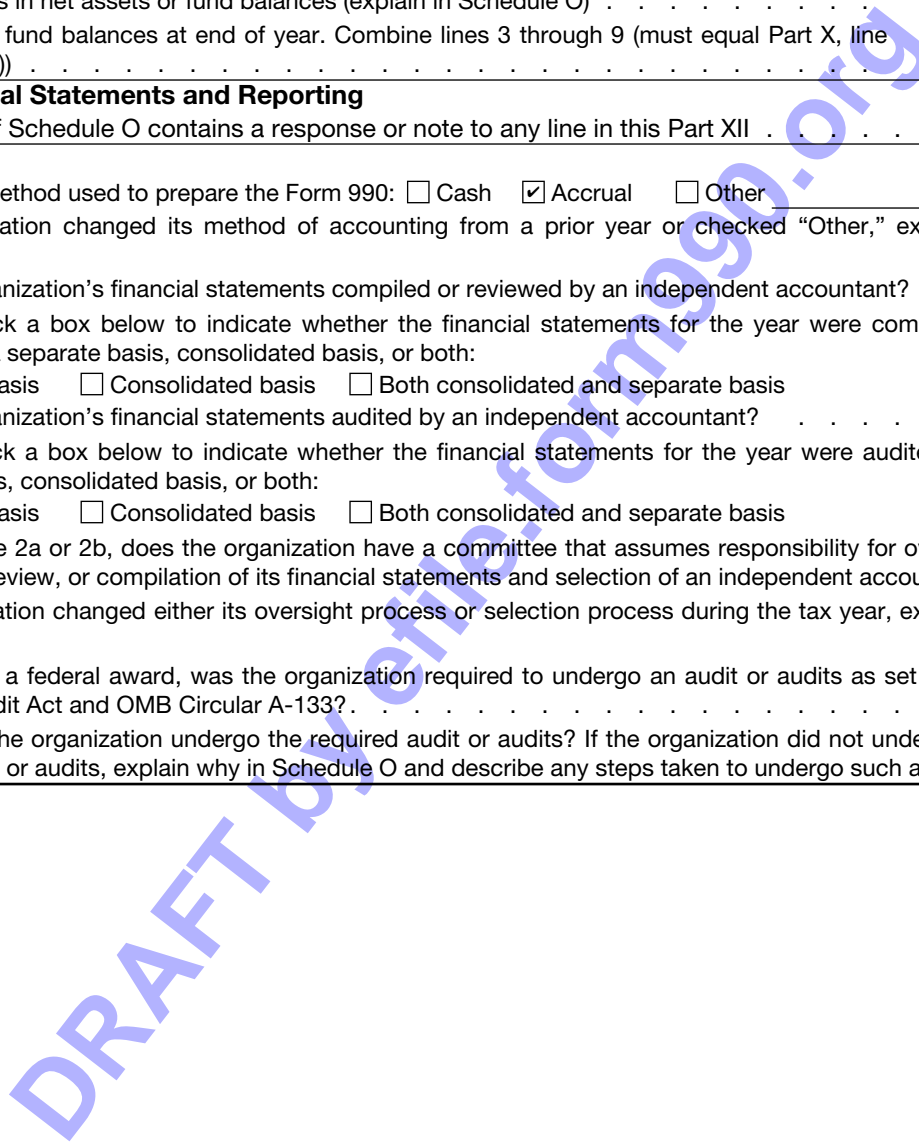 s in net assets or fund balances (explain in Schedule O) . . . . . . . . .
fund balances at end of year. Combine lines 3 through 9 (must equal Part X, line
)) . . . . . . . . . . . . . . . . . . . . . . . . . . .
al Statements and Reporting
f Schedule O contains a response or note to any line in this Part XII . . . . .
ethod used to prepare the Form 990: ☐ Cash ☑ Accrual ☐ Other
ation changed its method of accounting from a prior year or checked “Other,” ex
anization’s financial statements compiled or reviewed by an independent accountant?
ck a box below to indicate whether the financial statements for the year were com
separate basis, consolidated basis, or both:
asis ☐ Consolidated basis ☐ Both consolidated and separate basis
anization’s financial statements audited by an independent accountant? . . . .
ck a box below to indicate whether the financial statements for the year were audite
s, consolidated basis, or both:
asis ☐ Consolidated basis ☐ Both consolidated and separate basis
e 2a or 2b, does the organization have a committee that assumes responsibility for o
eview, or compilation of its financial statements and selection of an independent accou
ation changed either its oversight process or selection process during the tax year, ex
a federal award, was the organization required to undergo an audit or audits as set
dit Act and OMB Circular A-133? . . . . . . . . . . . . . . . . . .
he organization undergo the required audit or audits? If the organization did not unde
or audits, explain why in Schedule O and describe any steps taken to undergo such a
DRAFT by efile.form990.org